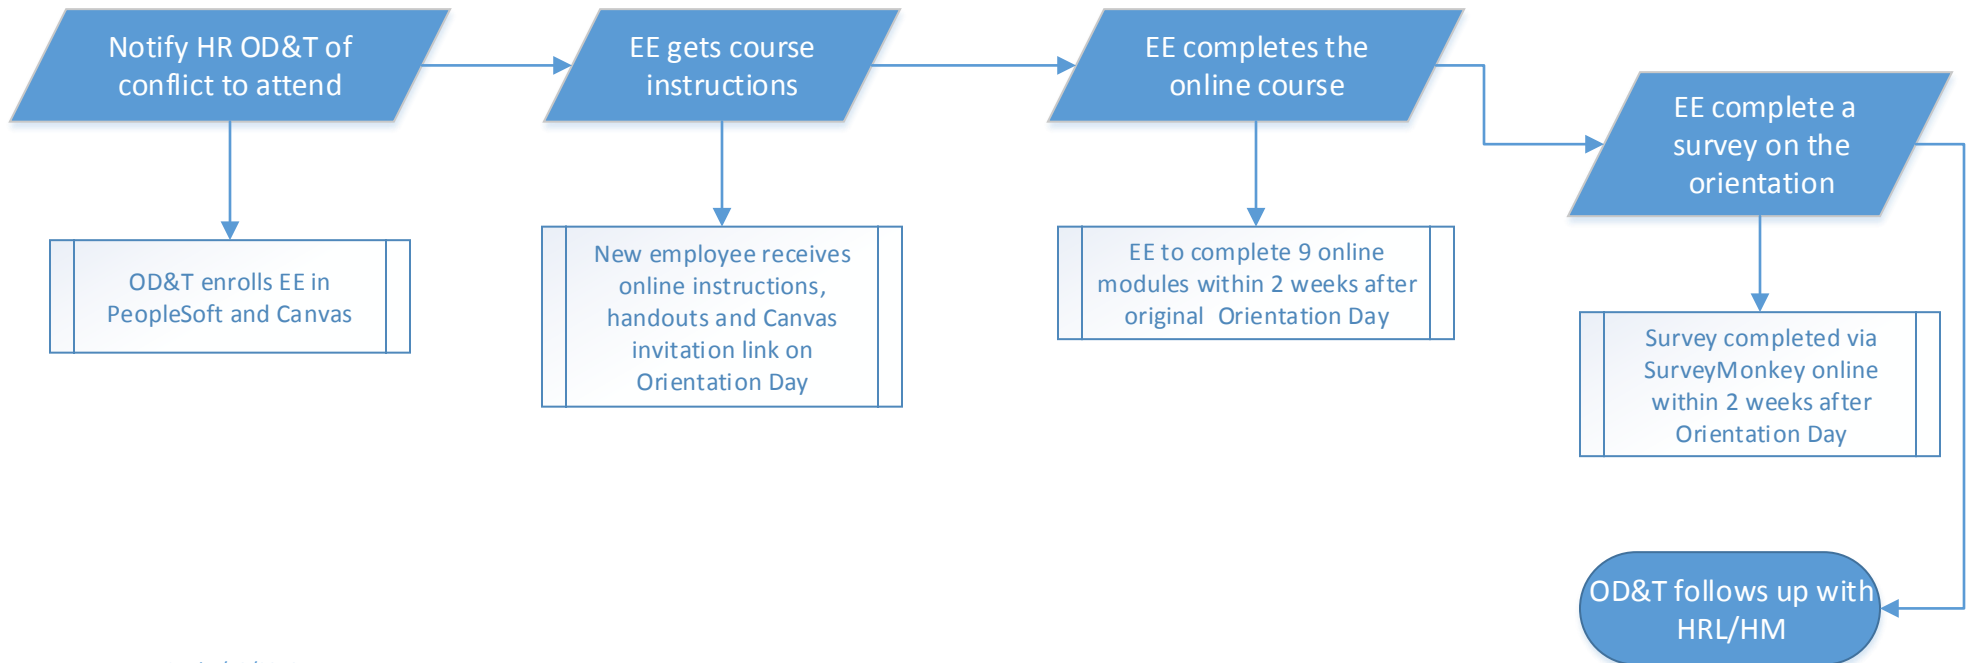 Notify HR OD&T of
conflict to attend
EE gets course
instructions
EE completes the
online course
EE complete a
survey on the
orientation
OD&T enrolls EE in
PeopleSoft and Canvas
New employee receives
online instructions,
handouts and Canvas
invitation link on
Orientation Day
EE to complete 9 online
modules within 2 weeks after
original Orientation Day
Survey completed via
SurveyMonkey online
within 2 weeks after
Orientation Day
OD&T follows up with
HRL/HM